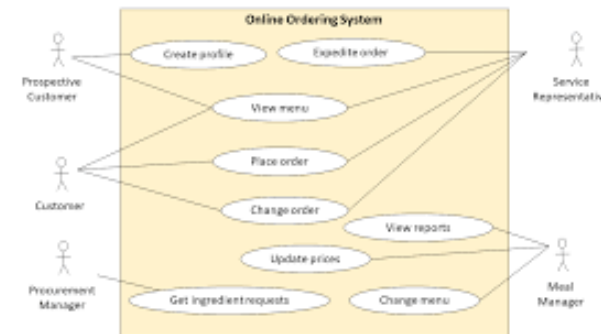 Online Ordering System
Create profile
Expedite order
Prospective
Customer
Service
Representativ
View menu
Place order
Customer
Change order
View reports
Update prices
Procurement
Manager
Get ingredient requests
Change menu
Meal
Manager